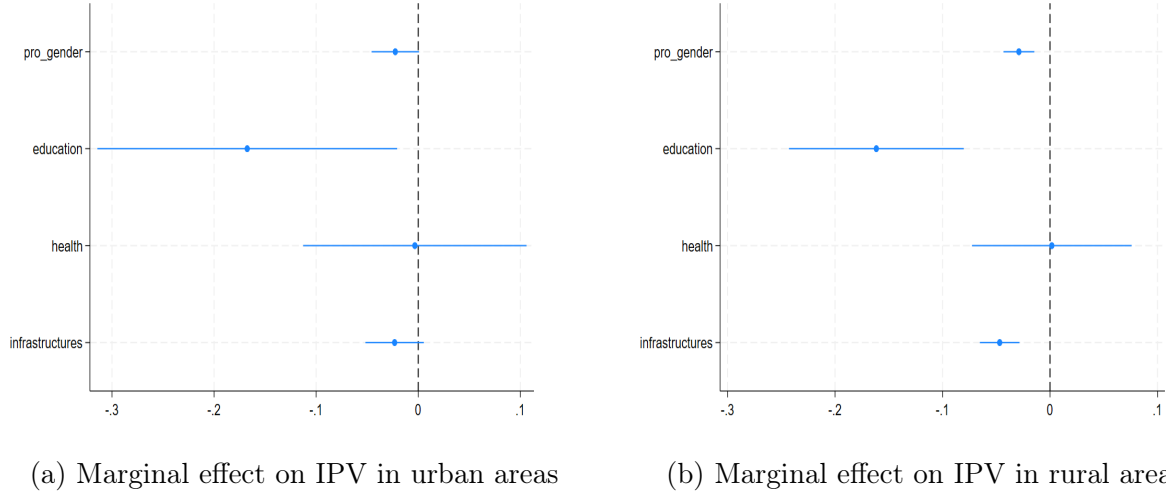 pro_gender
education
health
infrastructures
-.3 -.2 -.1 0 .1
(a) Marginal effect on IPV in urban areas
pro_gender
education
health
infrastructures
-.3 -.2 -.1 0 .1
(b) Marginal effect on IPV in rural area